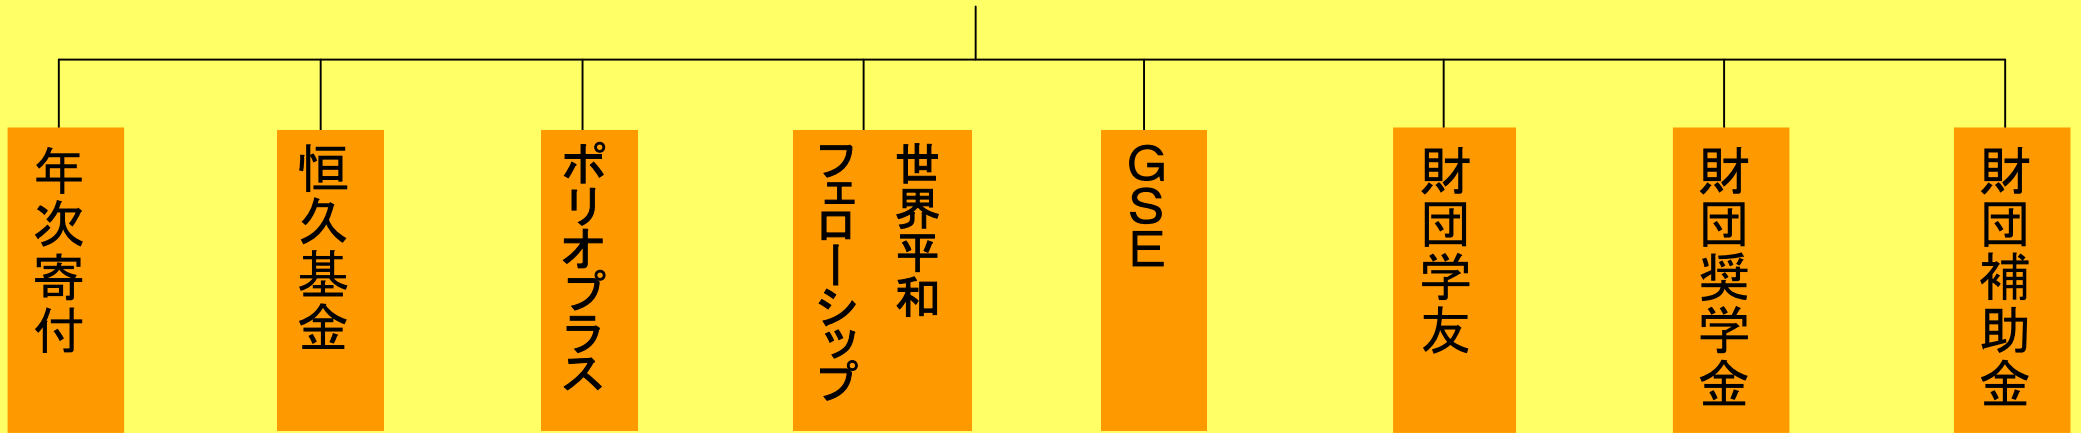 年次寄付
恒久基金
ポリオプラス
世界平和
フェローシップ
GSE
財団学友
財団奨学金
財団補助金